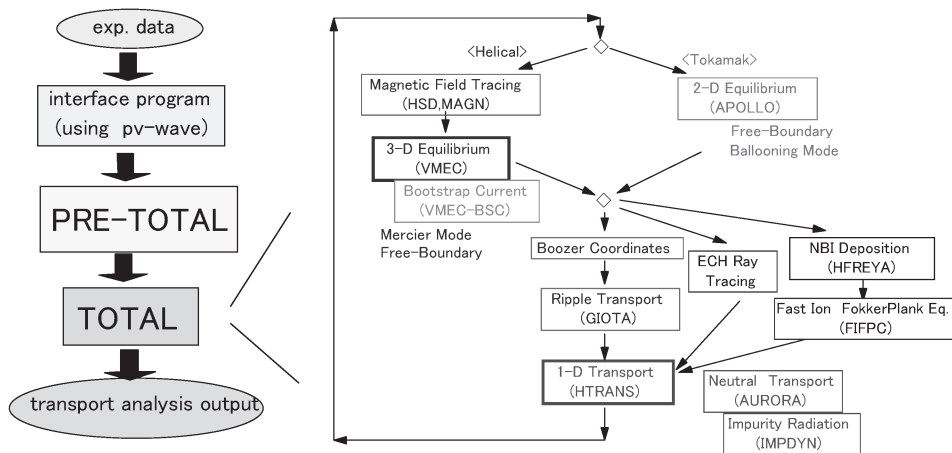 exp. data
interface program
(using pv-wave)
PRE-TOTAL
TOTAL
transport analysis output
<Helical>
<Tokamak>
Magnetic Field Tracing
(HSD,MAGN)
2-D Equilibrium
(APOLLO)
Free-Boundary
Ballooning Mode
3-D Equilibrium
(VMEC)
Bootstrap Current
(VMEC-BSC)
Mercier Mode
Free-Boundary
Boozer Coordinates
ECH Ray
Tracing
NBI Deposition
(HFREYA)
Ripple Transport
(GIOTA)
Fast Ion FokkerPlank Eq.
(FIFPC)
1-D Transport
(HTRANS)
Neutral Transport
(AURORA)
Impurity Radiation
(IMPDYN)